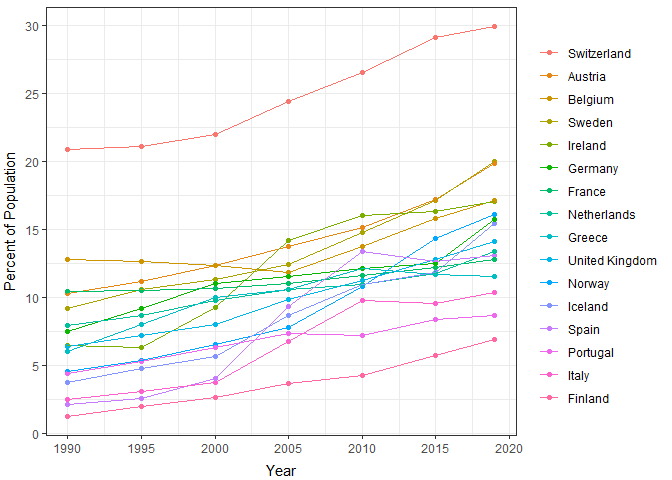 30
25
20
15
10
5
0
Percent of Population
1990
1995
2000
2005
2010
2015
2020
Year
Switzerland
Austria
Belgium
Sweden
Ireland
Germany
France
Netherlands
Greece
United Kingdom
Norway
Iceland
Spain
Portugal
Italy
Finland